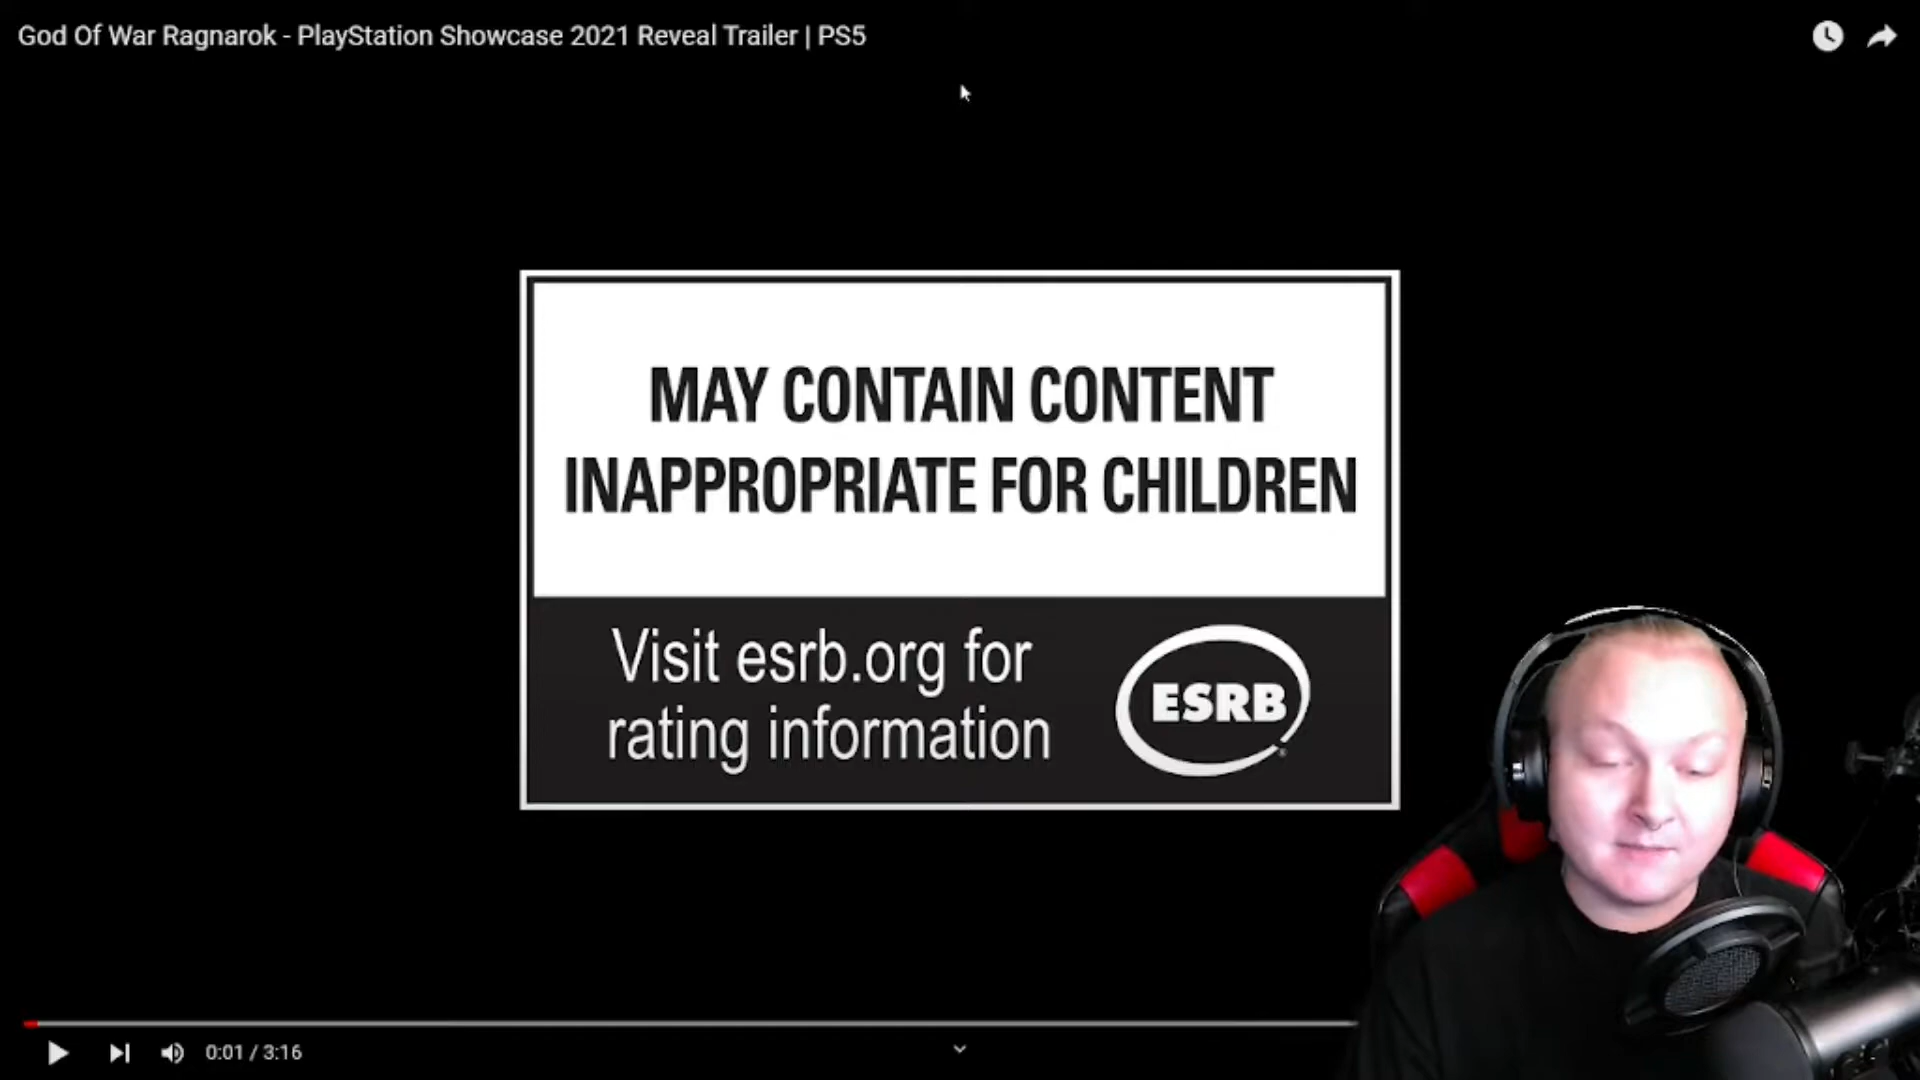 God Of War Ragnarok - PlayStation Showcase 2021 Reveal Trailer | PS5
MAY CONTAIN CONTENT
INAPPROPRIATE FOR CHILDREN
Visit esrb.org for
rating information
ESRB
0:01 / 3:16